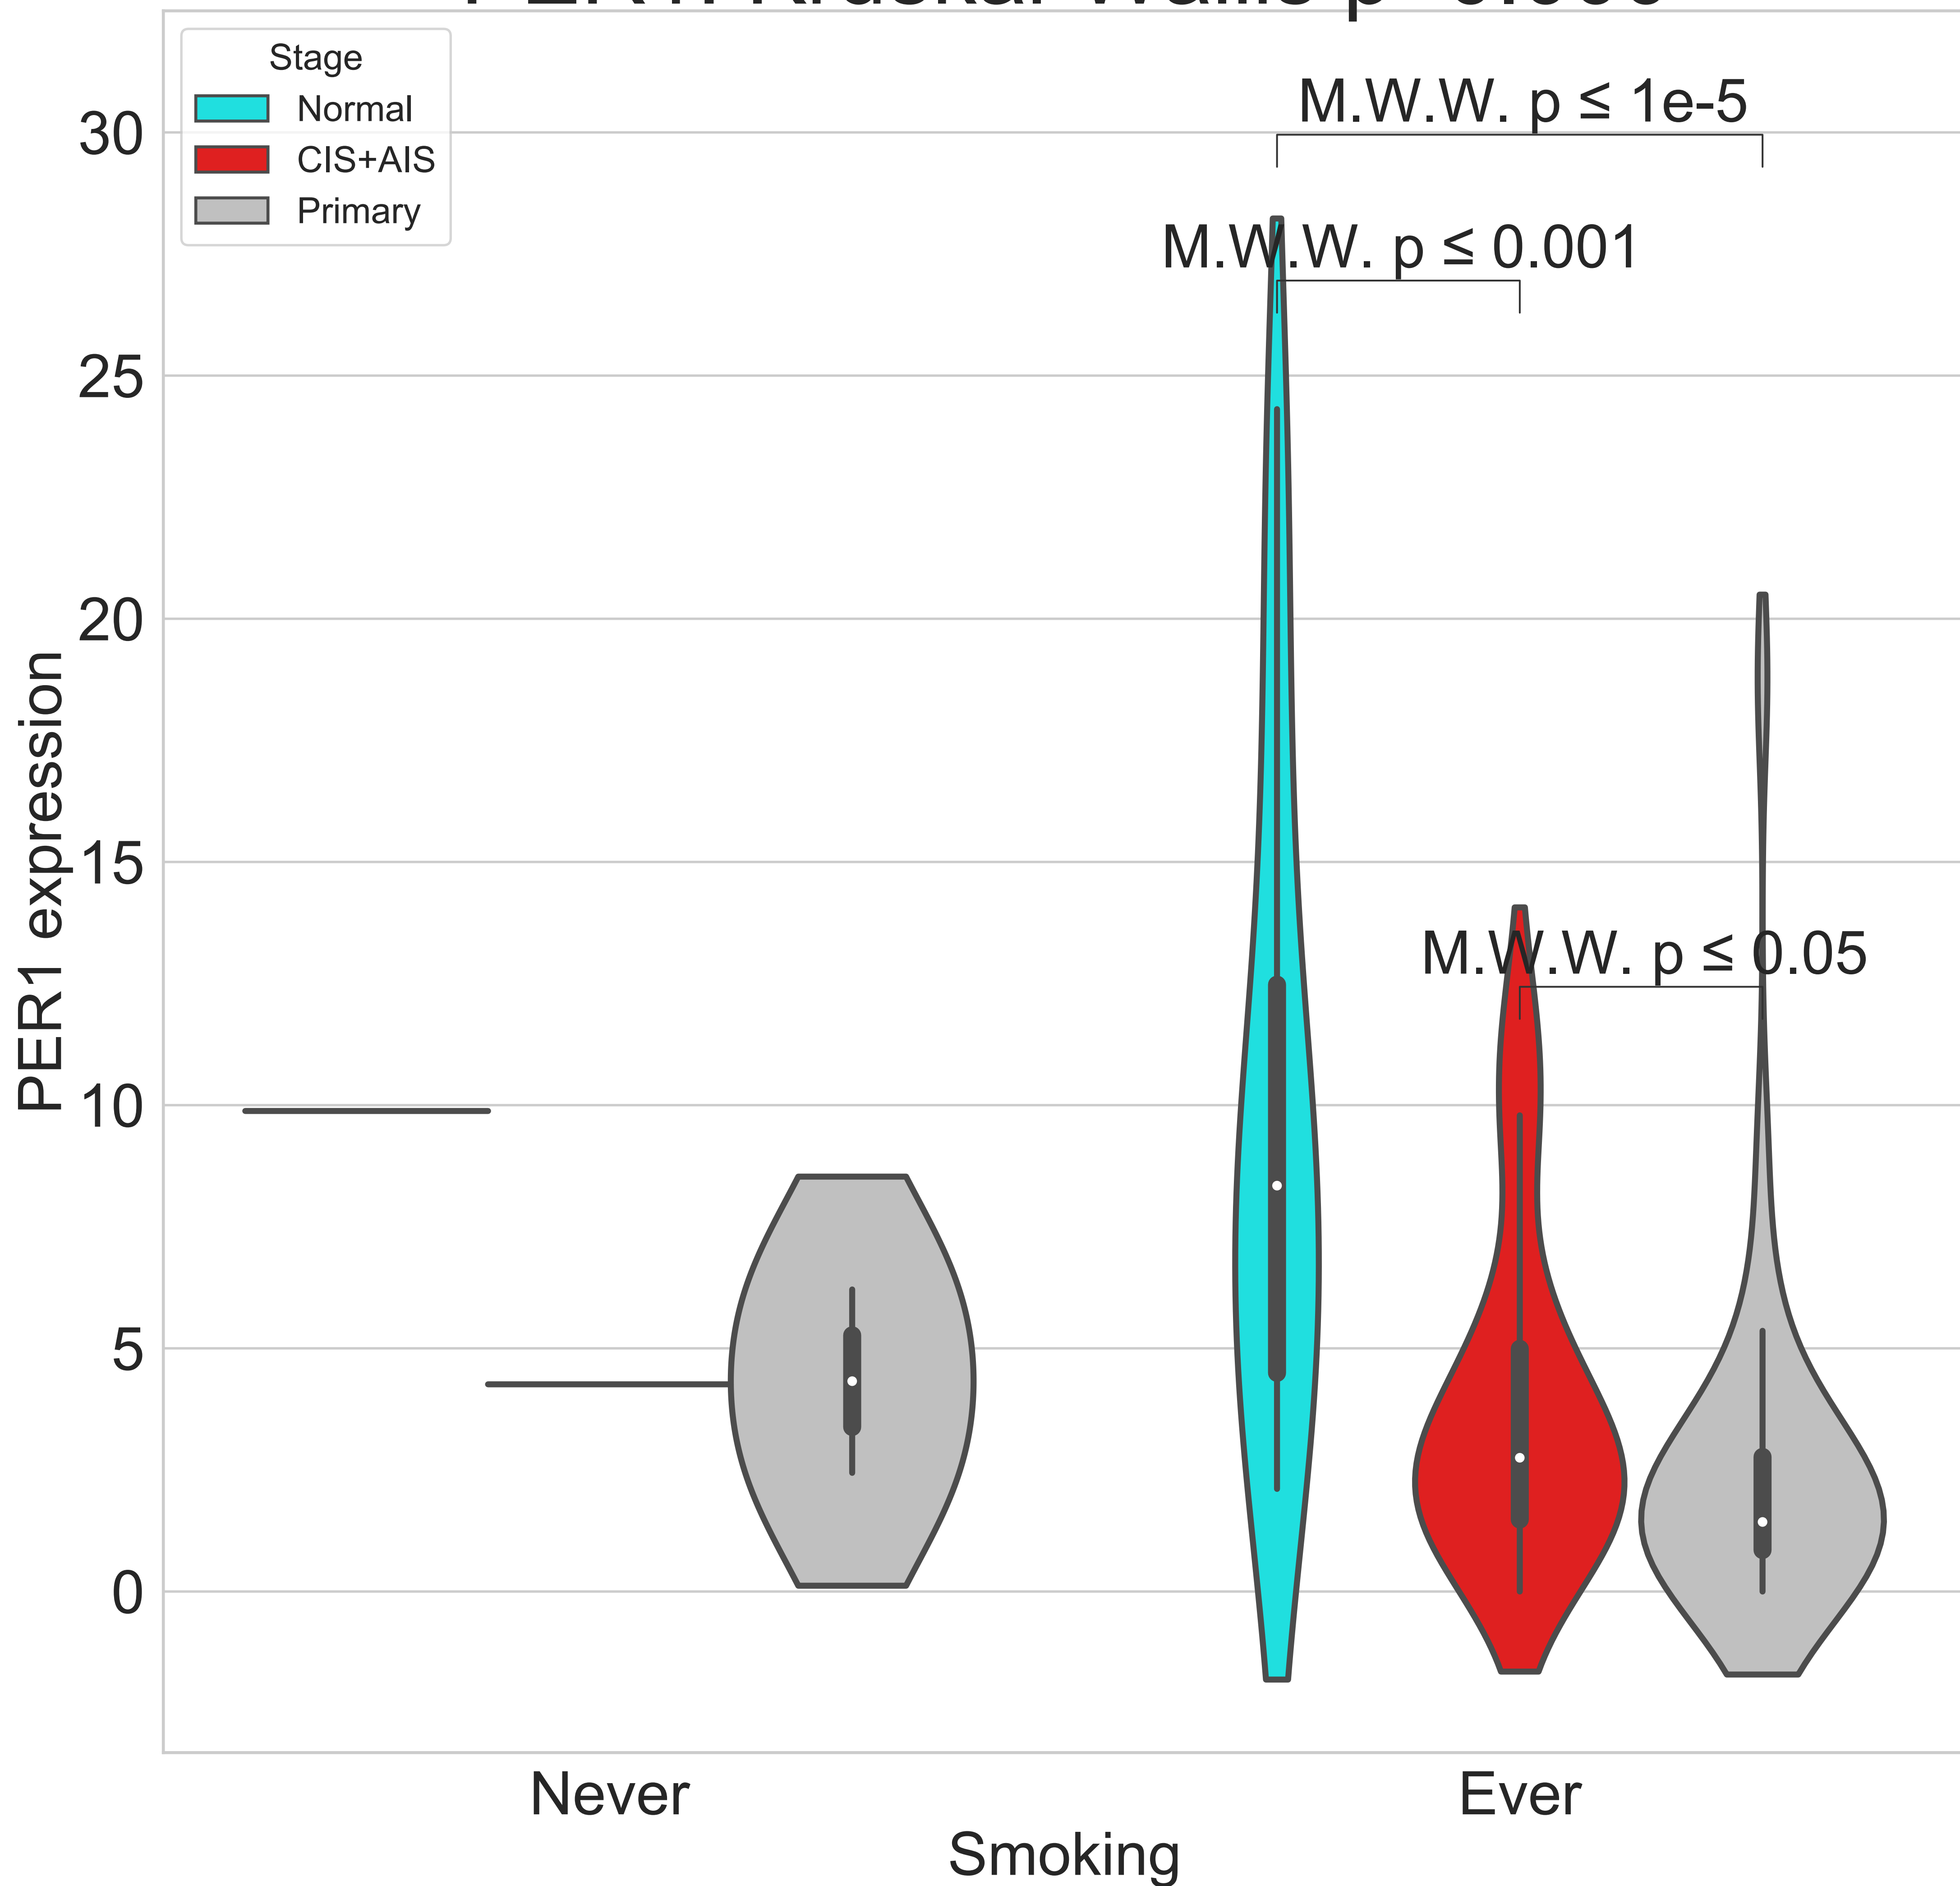 Stage
Normal
CIS+AIS
Primary
M.W.W. p ≤ 1e-5
M.W.W. p ≤ 0.001
M.W.W. p ≤ 0.05
30
25
20
15
10
5
0
PER1 expression
Never
Ever
Smoking